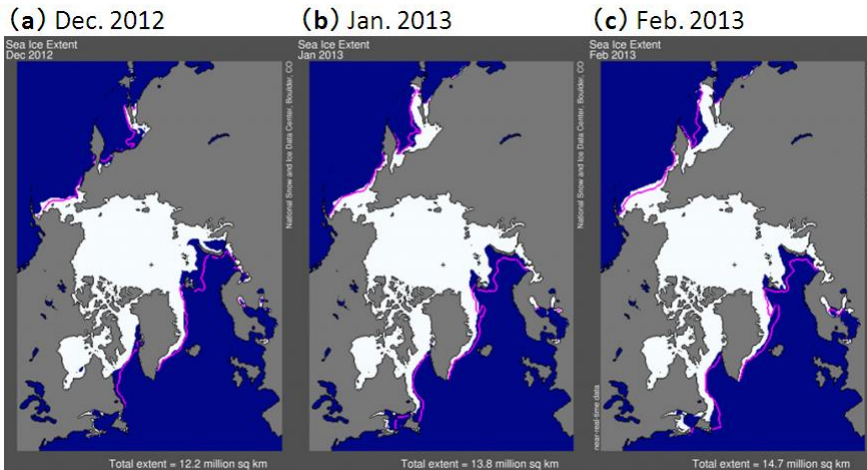 (a) Dec. 2012
Sea Ice Extent
Dec 2012
National Snow and Ice Data Center, Boulder, CO
Total extent = 12.2 million sq km
(b) Jan. 2013
Sea Ice Extent
Jan 2013
National Snow and Ice Data Center, Boulder, CO
Total extent = 13.8 million sq km
(c) Feb. 2013
Sea Ice Extent
Feb 2013
National Snow and Ice Data Center, Boulder, CO
near-real-time data
Total extent = 14.7 million sq km